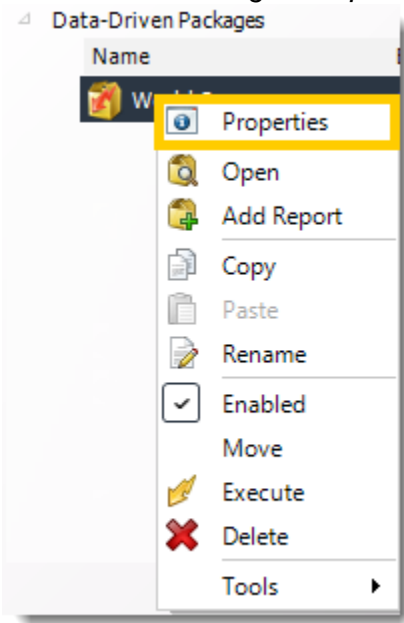 Data-Driven Packages
Name
Properties
Open
Add Report
Copy
Paste
Rename
Enabled
Move
Execute
Delete
Tools